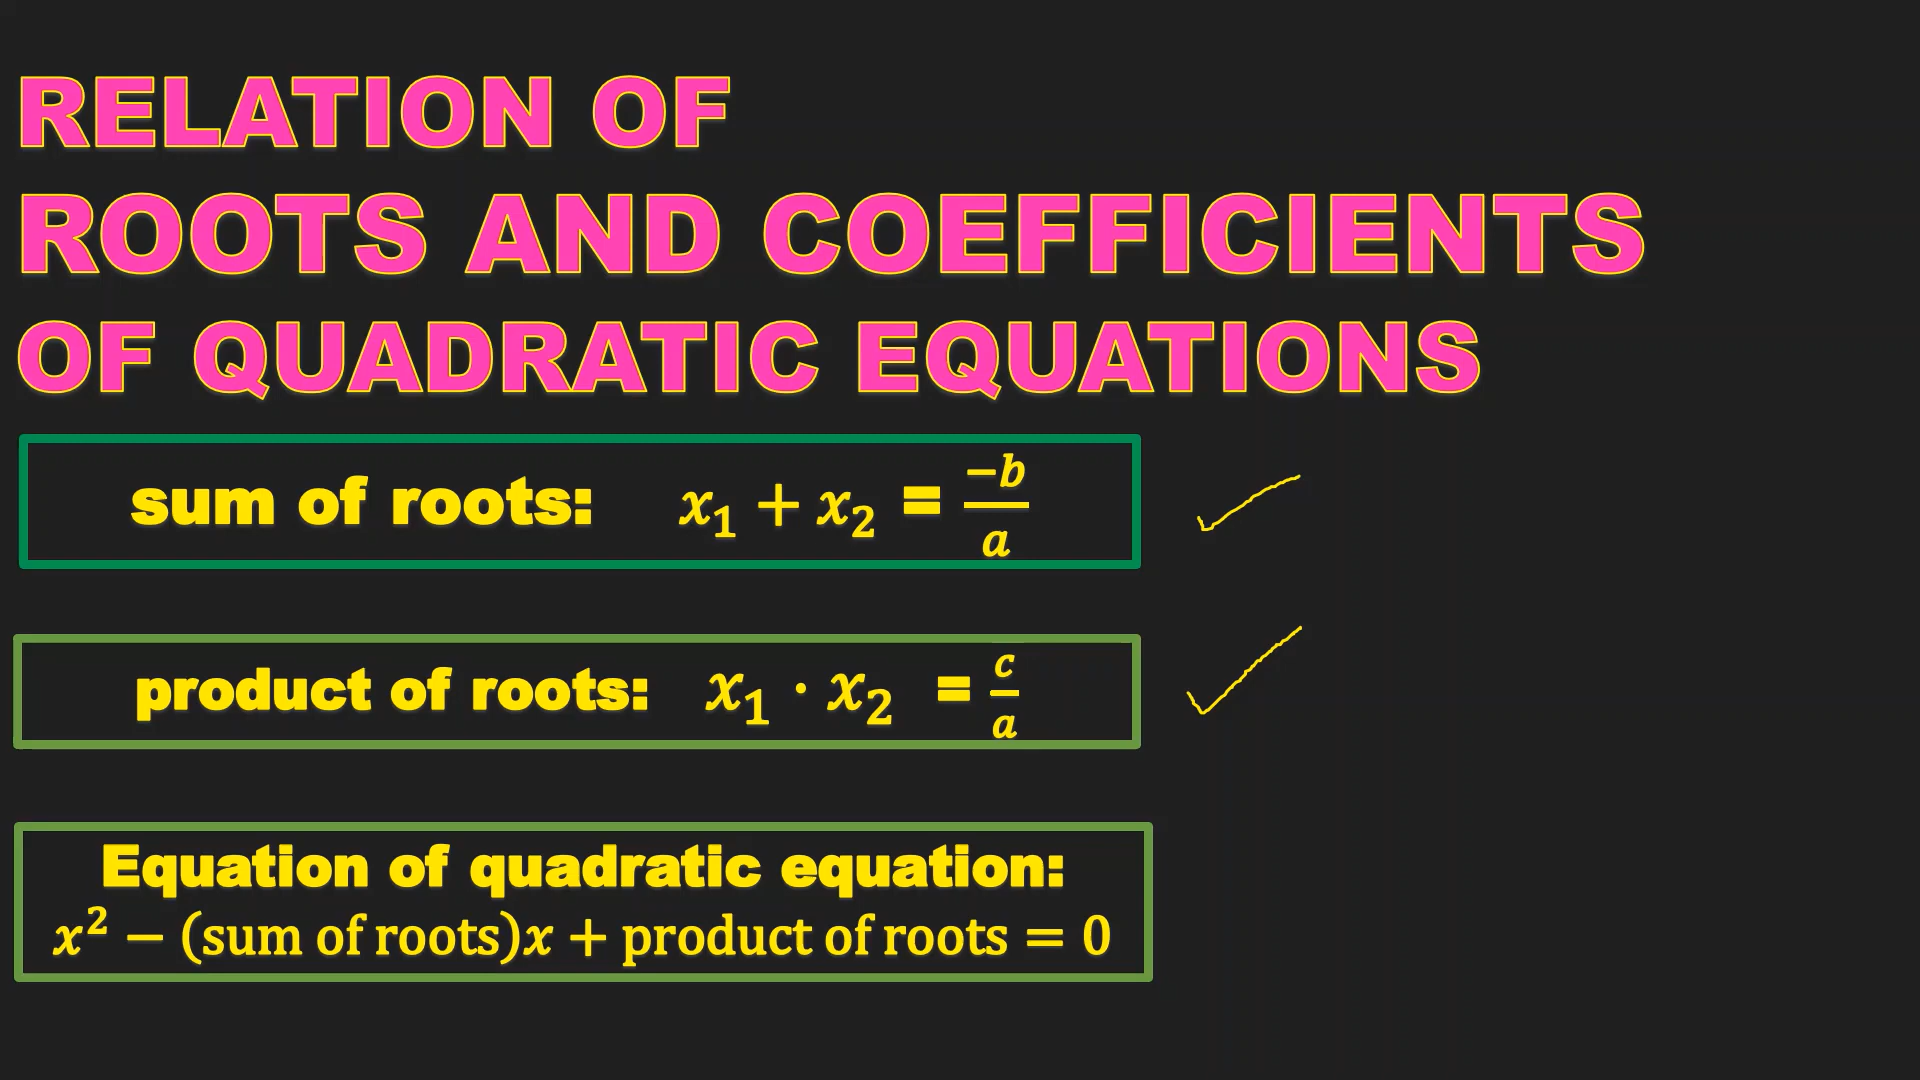 RELATION OF
ROOTS AND COEFFICIENTS
OF QUADRATIC EQUATIONS
sum of roots: x₁ + x₂ = −b/a
product of roots: x₁ · x₂ = c/a
Equation of quadratic equation:
x² − (sum of roots)x + product of roots = 0